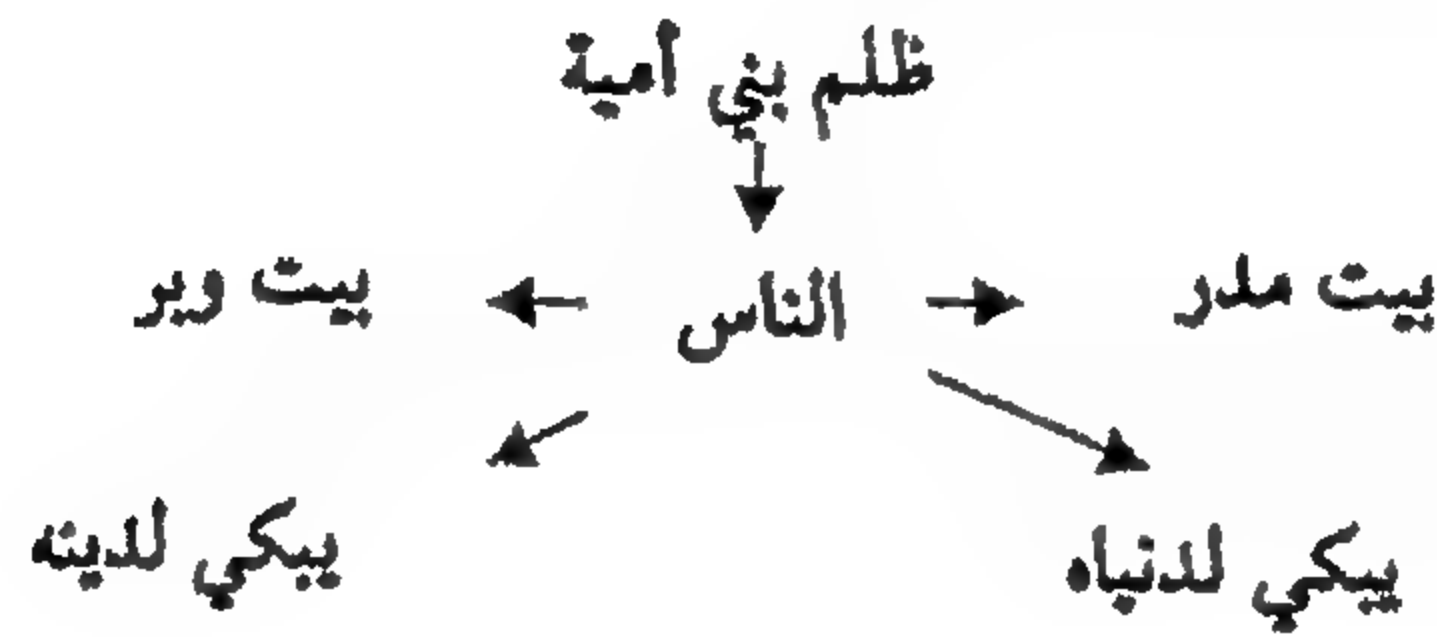 ظلم بني أمية
بيت مدر
الناس
بيت وبر
يبكي لدنياه
يبكي لدينه